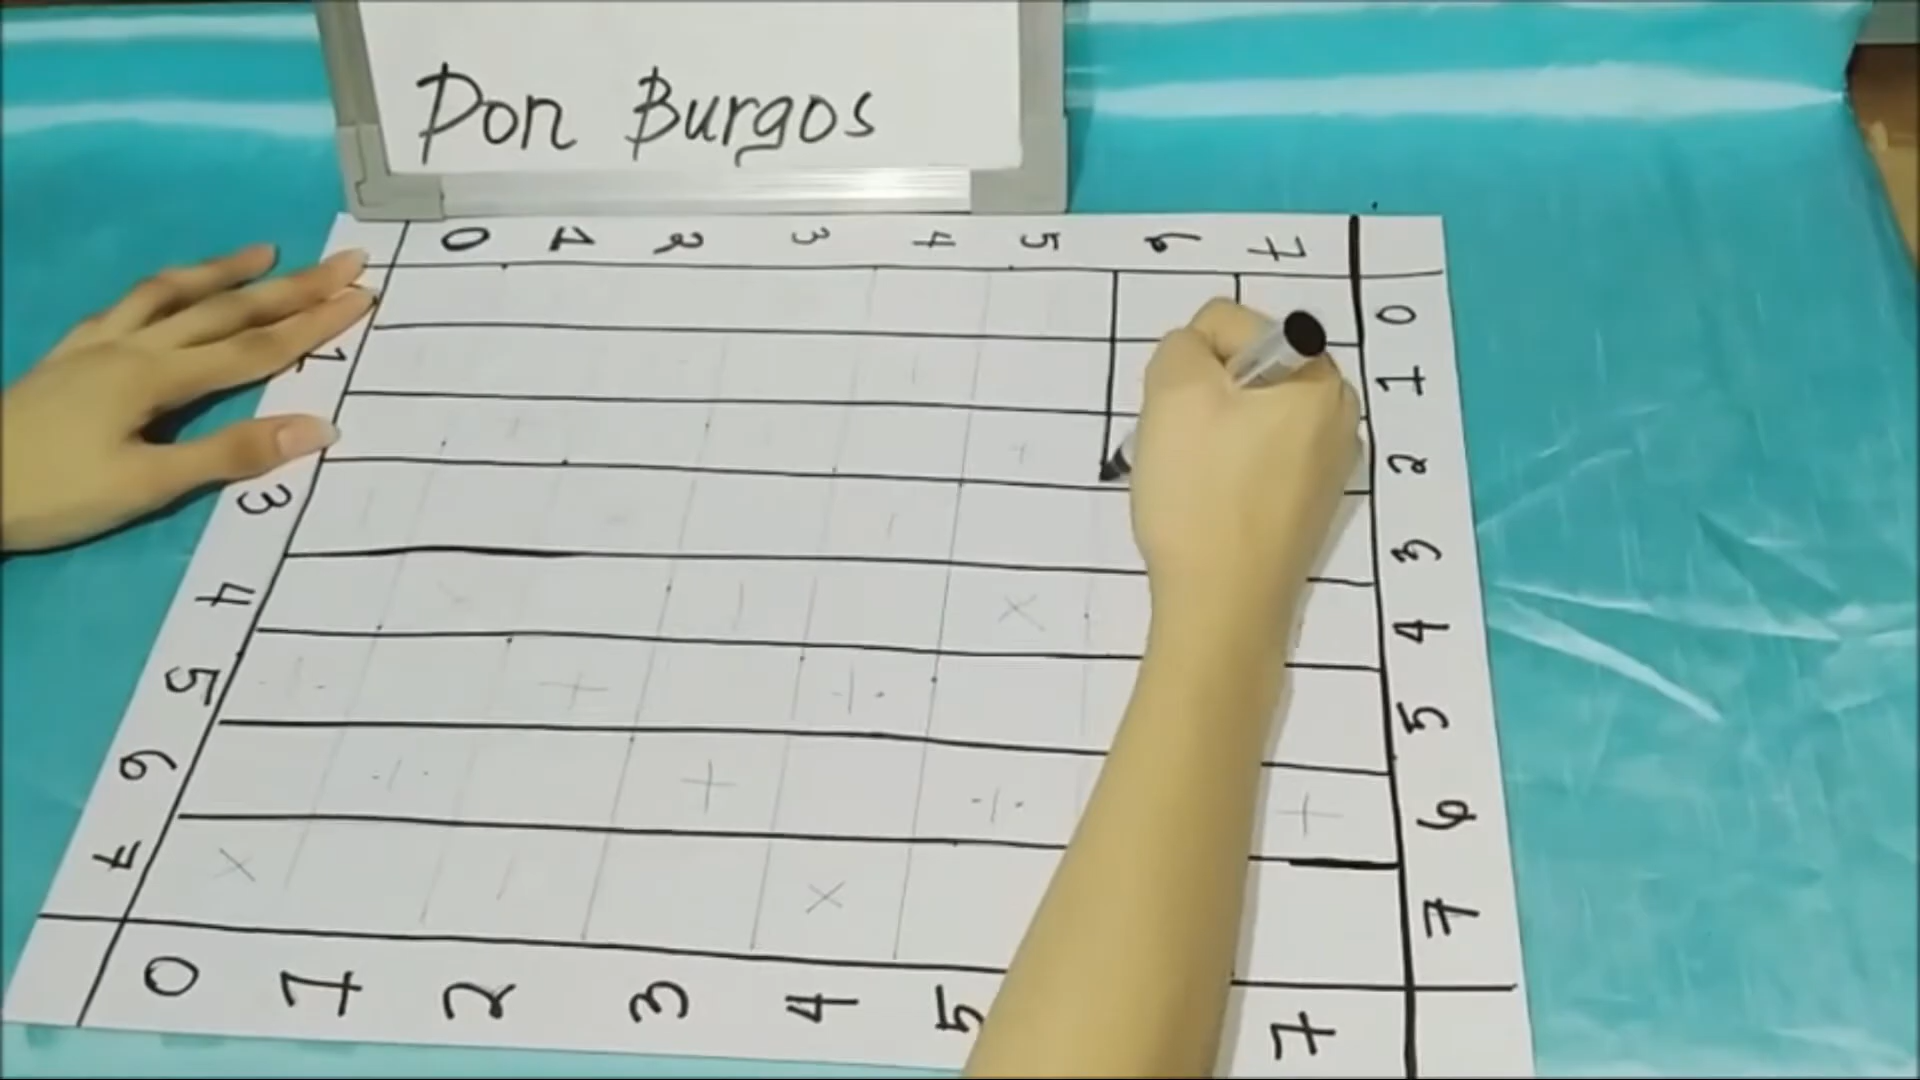 Don Burgos
0 1 2 3 4 5 6 7
0
1 1
2
3 3
4 4
5 5
6 6
7 7
× - ×
÷ + ÷ +
- + ÷
× - ×
0 1 2 3 4 5 7